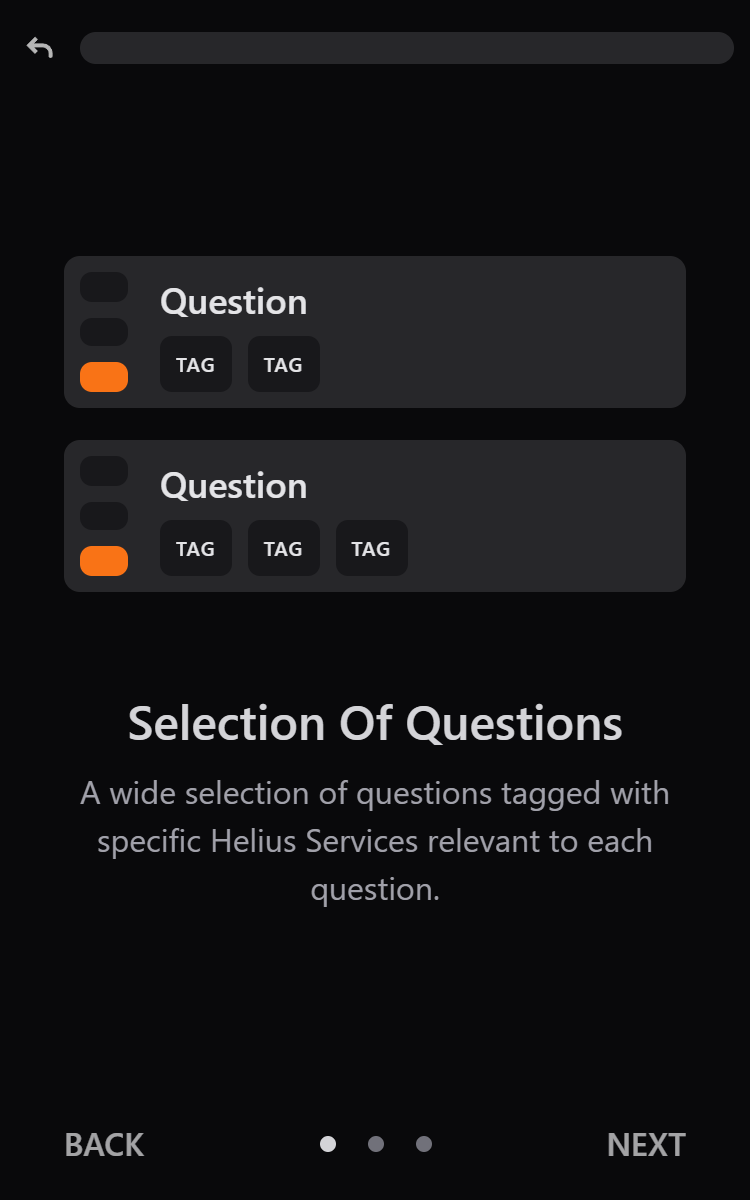 Question
TAG TAG
Question
TAG TAG TAG
Selection Of Questions
A wide selection of questions tagged with
specific Helius Services relevant to each
question.
BACK NEXT